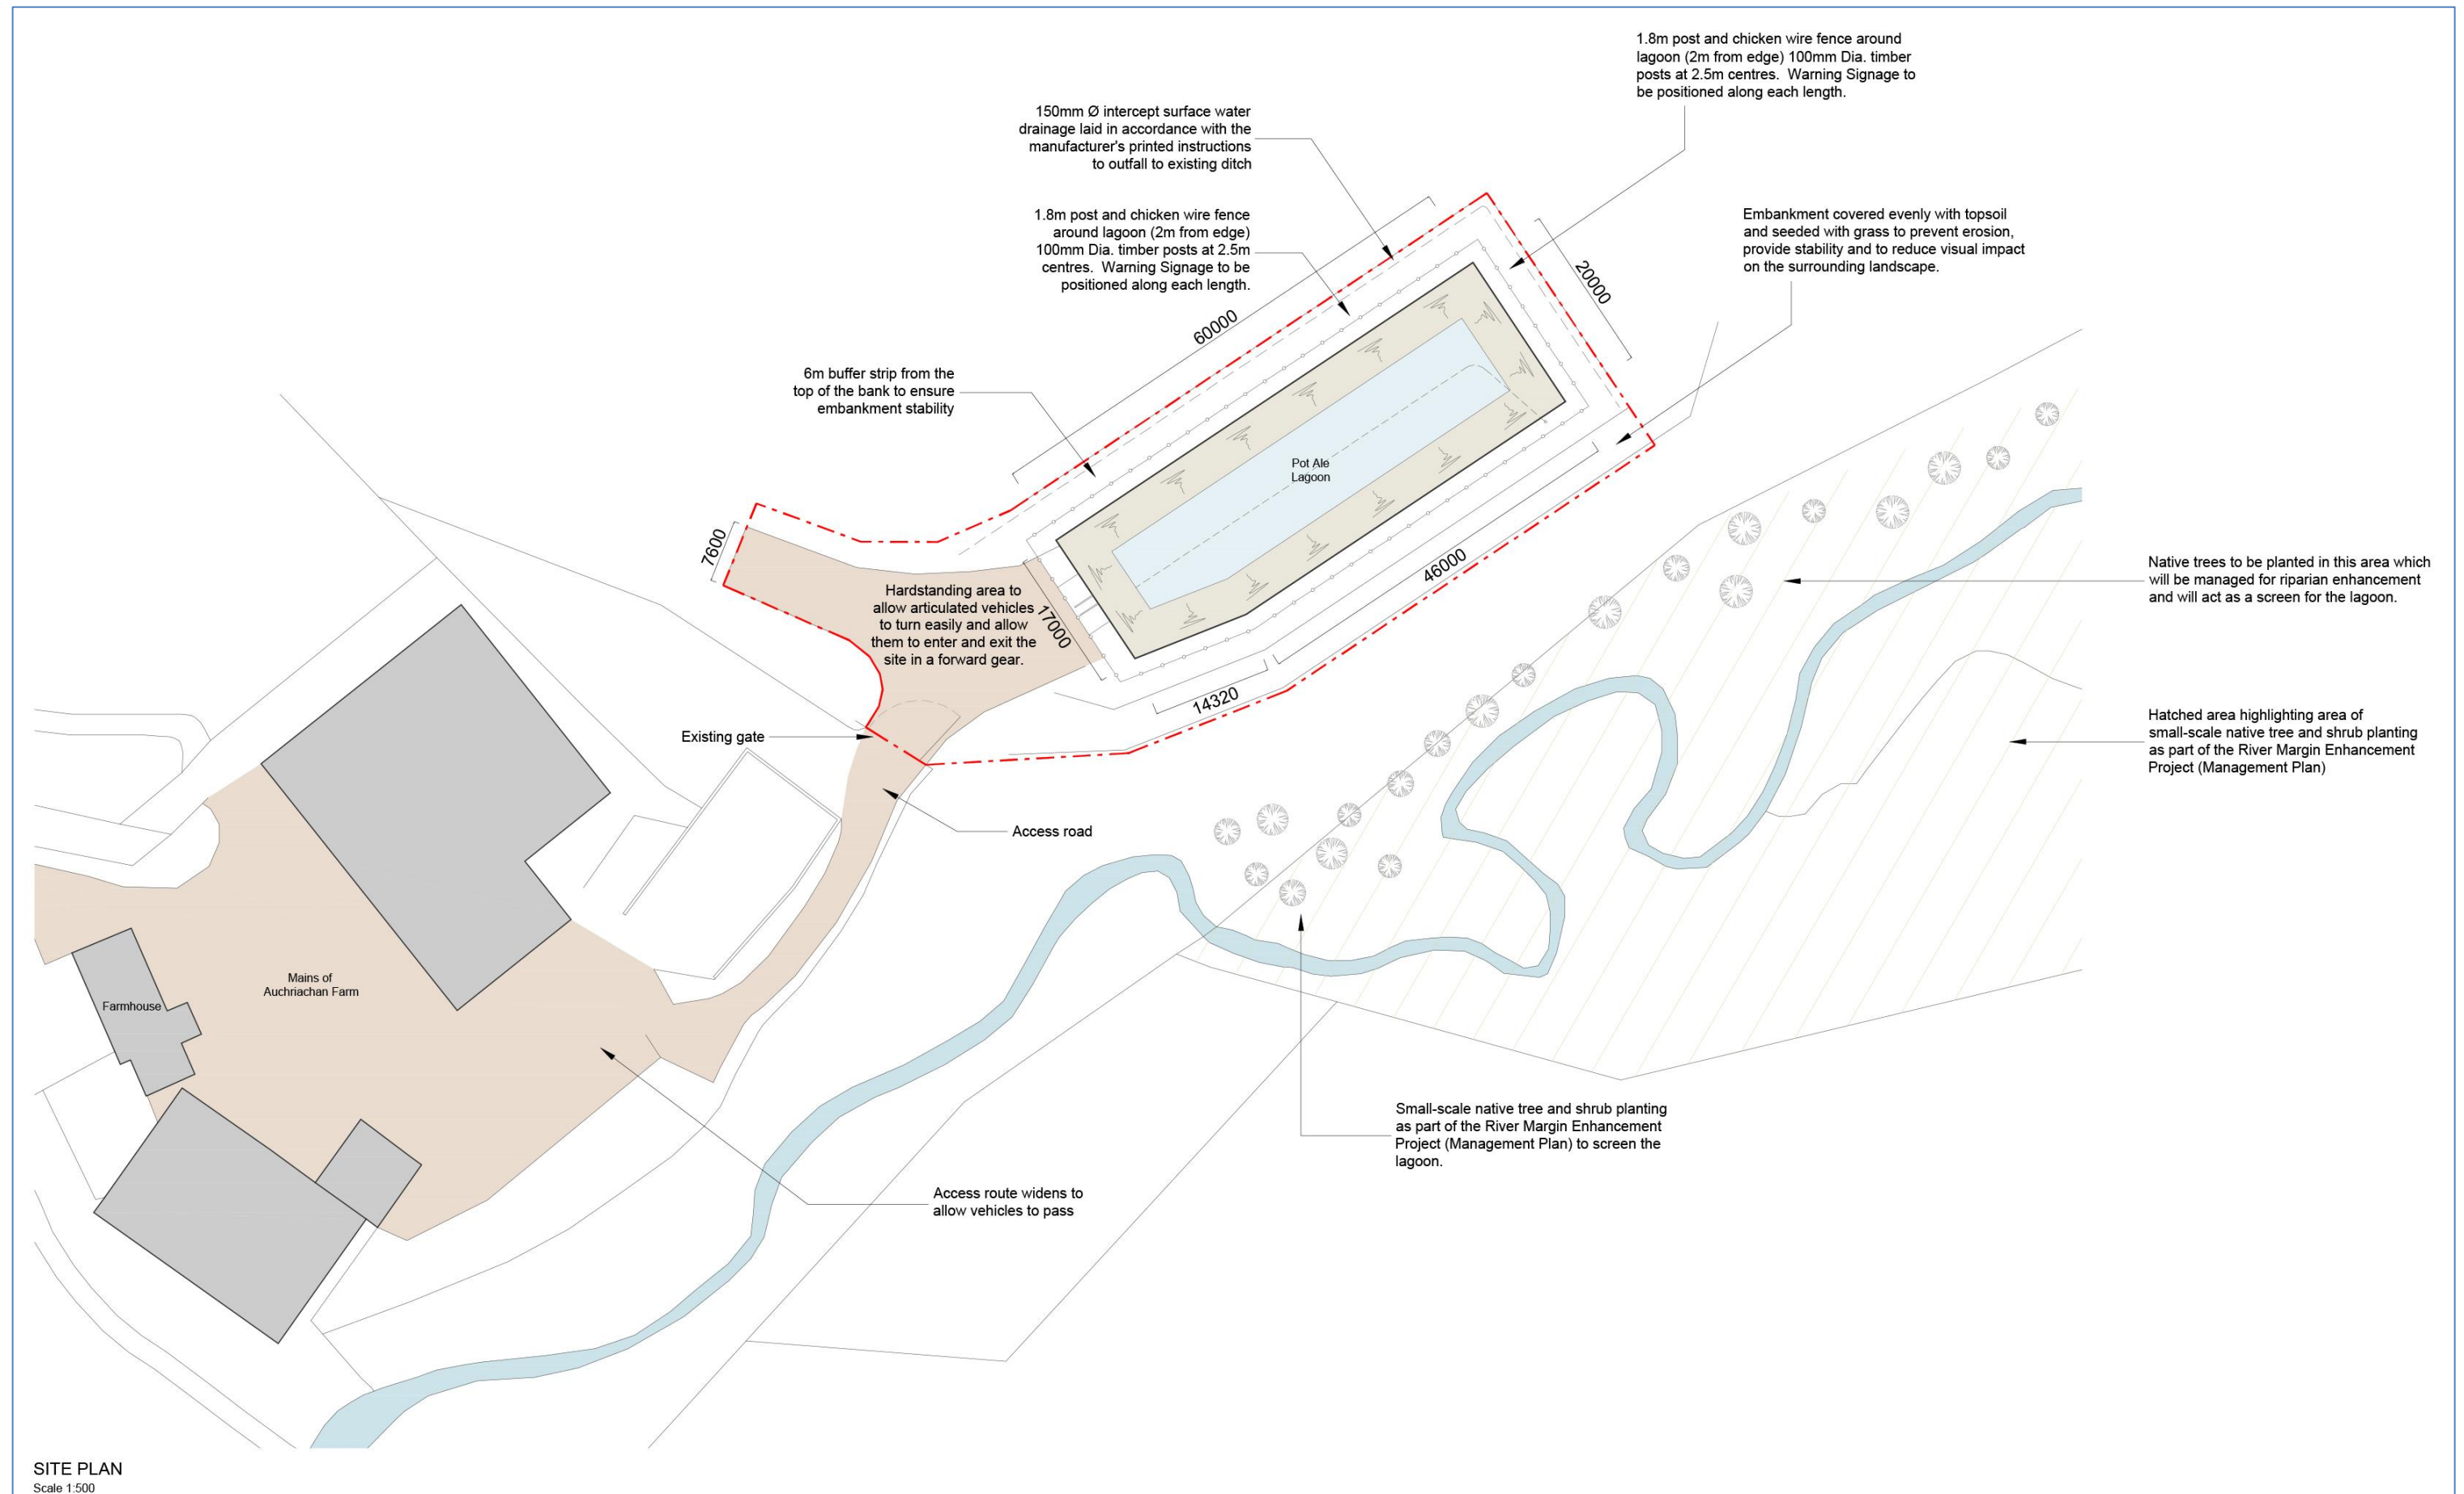 1.8m post and chicken wire fence around
lagoon (2m from edge) 100mm Dia. timber
posts at 2.5m centres.  Warning Signage to
be positioned along each length.
150mm Ø intercept surface water
drainage laid in accordance with the
manufacturer's printed instructions
to outfall to existing ditch
1.8m post and chicken wire fence
around lagoon (2m from edge)
100mm Dia. timber posts at 2.5m
centres.  Warning Signage to be
positioned along each length.
Embankment covered evenly with topsoil
and seeded with grass to prevent erosion,
provide stability and to reduce visual impact
on the surrounding landscape.
20000
60000
6m buffer strip from the
top of the bank to ensure
embankment stability
Pot Ale
Lagoon
7600
46000
Hardstanding area to
allow articulated vehicles
to turn easily and allow
them to enter and exit the
site in a forward gear.
17000
14320
Native trees to be planted in this area which
will be managed for riparian enhancement
and will act as a screen for the lagoon.
Existing gate
Hatched area highlighting area of
small-scale native tree and shrub planting
as part of the River Margin Enhancement
Project (Management Plan)
Access road
Mains of
Auchriachan Farm
Farmhouse
Small-scale native tree and shrub planting
as part of the River Margin Enhancement
Project (Management Plan) to screen the
lagoon.
Access route widens to
allow vehicles to pass
SITE PLAN
Scale 1:500